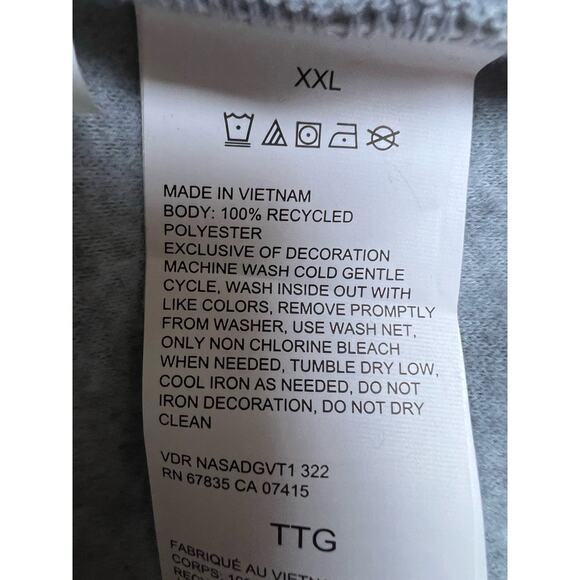 XXL
MADE IN VIETNAM
BODY: 100% RECYCLED
POLYESTER
EXCLUSIVE OF DECORATION
MACHINE WASH COLD GENTLE
CYCLE, WASH INSIDE OUT WITH
LIKE COLORS, REMOVE PROMPTLY
FROM WASHER, USE WASH NET,
ONLY NON CHLORINE BLEACH
WHEN NEEDED, TUMBLE DRY LOW,
COOL IRON AS NEEDED, DO NOT
IRON DECORATION, DO NOT DRY
CLEAN
VDR NASADGVT1 322
RN 67835 CA 07415
TTG
FABRIQUÉ AU VIETN
CORPS: